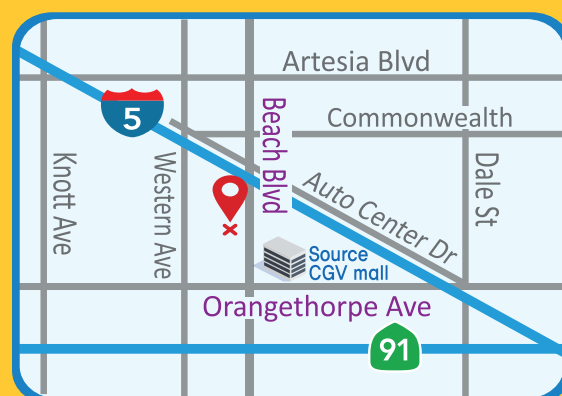 Artesia Blvd
5
Commonwealth
Beach Blvd
Knott Ave
Western Ave
Dale St
Auto Center Dr
Source
CGV mall
Orangethorpe Ave
91